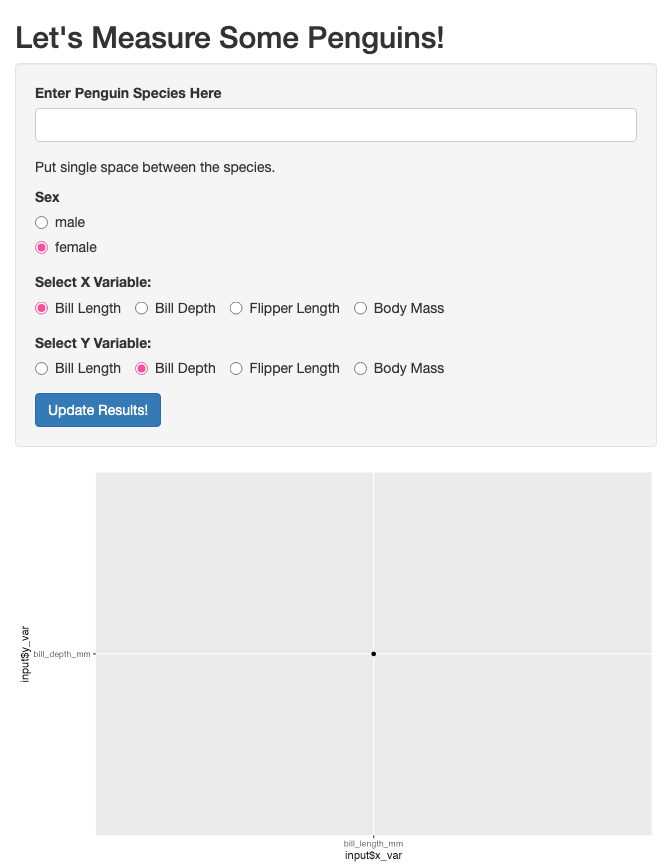 Let's Measure Some Penguins!
Enter Penguin Species Here
Put single space between the species.
Sex
male
female
Select X Variable:
Bill Length Bill Depth Flipper Length Body Mass
Select Y Variable:
Bill Length Bill Depth Flipper Length Body Mass
Update Results!
input$y_var
bill_depth_mm
bill_length_mm
input$x_var